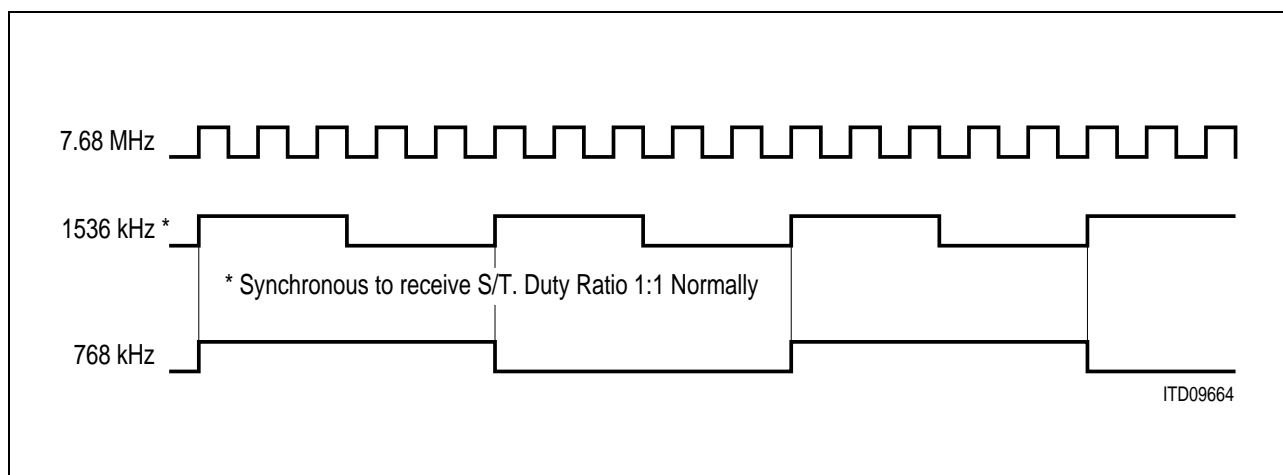 7.68 MHz
1536 kHz *
* Synchronous to receive S/T. Duty Ratio 1:1 Normally
768 kHz
ITD09664